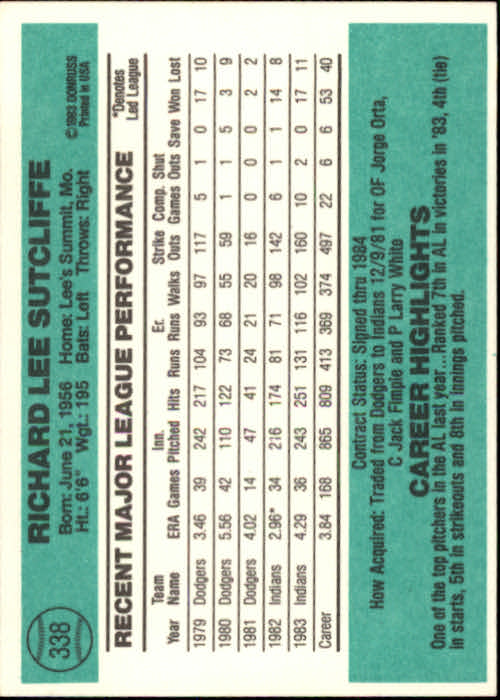 338
RICHARD LEE SUTCLIFFE
Born: June 21, 1956 Home: Lee's Summit, Mo.
Ht.: 6'6" Wgt.: 195 Bats: Left Throws: Right
©1983 DONRUSS
Printed in USA
RECENT MAJOR LEAGUE PERFORMANCE
*Denotes
Led League
Team Inn. Er. Strike Comp. Shut
Year Name ERA Games Pitched Hits Runs Runs Walks Outs Games Outs Save Won Lost
1979 Dodgers 3.46 39 242 217 104 93 97 117 5 1 0 17 10
1980 Dodgers 5.56 42 110 122 73 68 55 59 1 1 5 3 9
1981 Dodgers 4.02 14 47 41 24 21 20 16 0 0 0 2 2
1982 Indians 2.96* 34 216 174 81 71 98 142 6 1 1 14 8
1983 Indians 4.29 36 243 251 131 116 102 160 10 2 0 17 11
Career 3.84 168 865 809 413 369 374 497 22 6 6 53 40
Contract Status: Signed thru 1984
How Acquired: Traded from Dodgers to Indians 12/9/81 for OF Jorge Orta,
C Jack Fimple and P Larry White
CAREER HIGHLIGHTS
One of the top pitchers in the AL last year...Ranked 7th in AL in victories in '83, 4th (tie)
in starts, 5th in strikeouts and 8th in innings pitched.